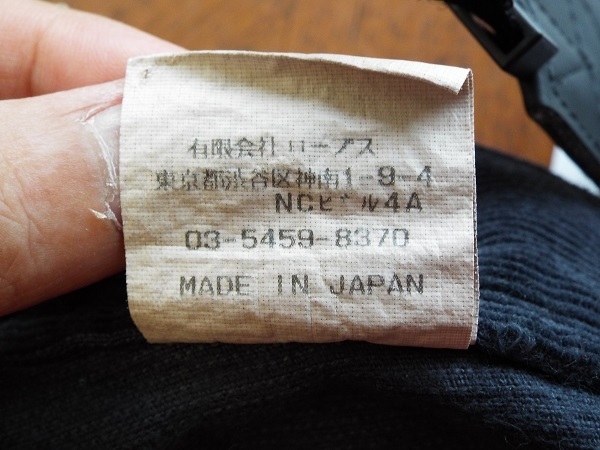 有限会社 ローブス
東京都渋谷区神南1-9-4
NCビル4A
03-5459-8370
MADE IN JAPAN